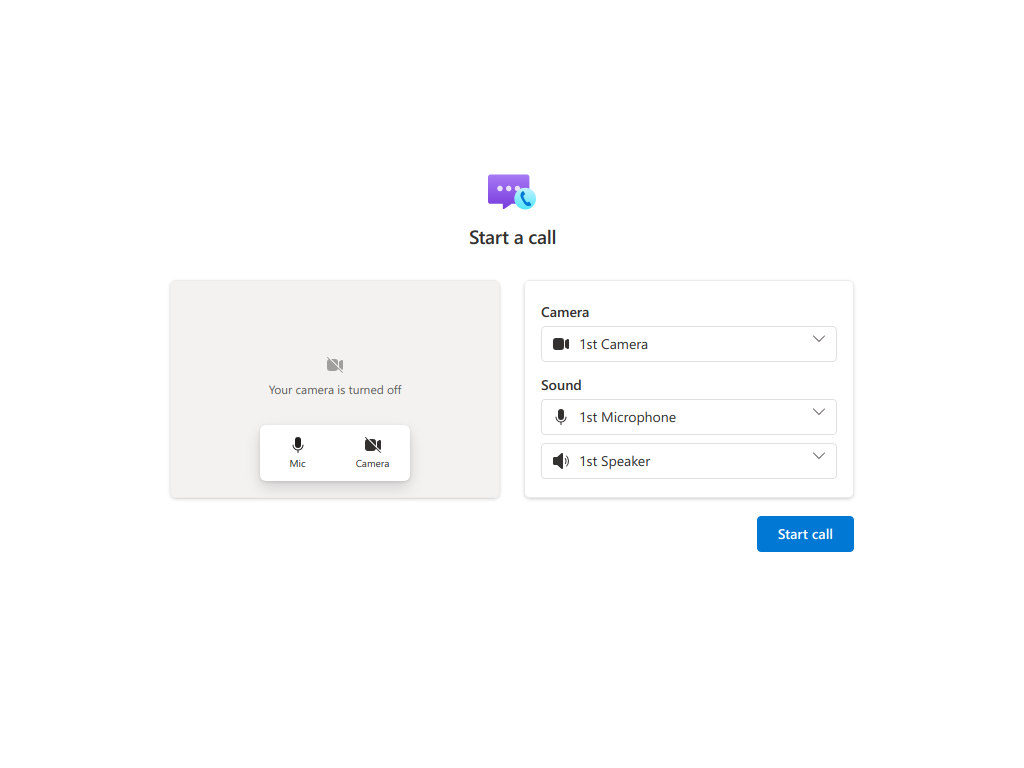 Start a call
Your camera is turned off
Mic
Camera
Camera
1st Camera
Sound
1st Microphone
1st Speaker
Start call